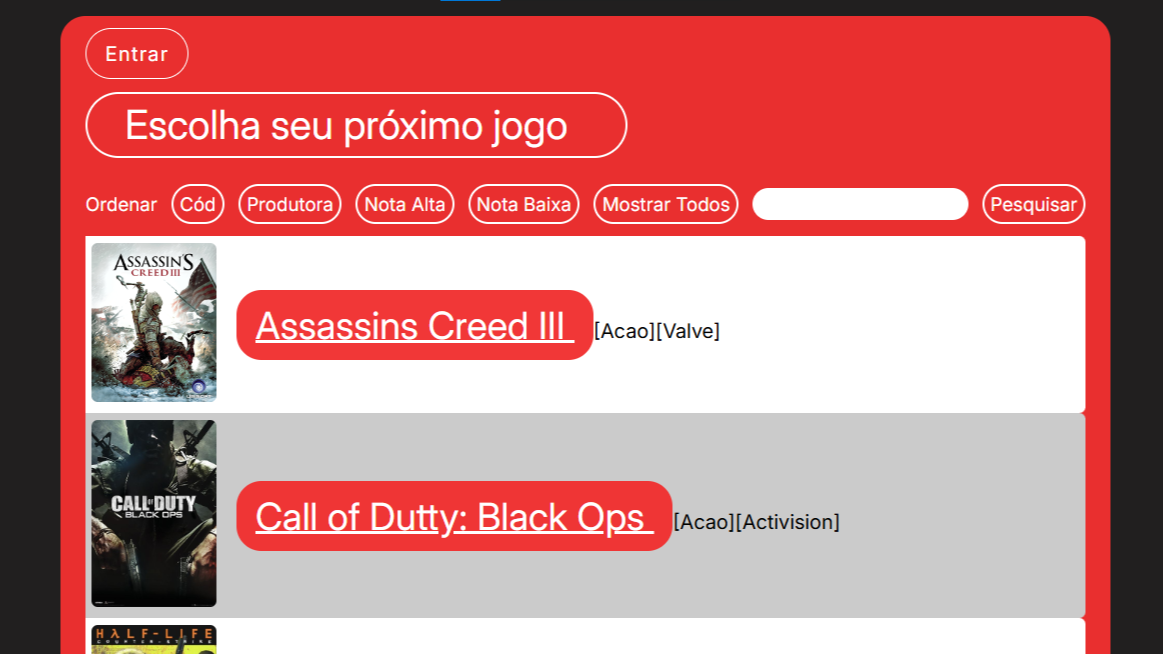 Entrar
Escolha seu próximo jogo
Ordenar Cód Produtora Nota Alta Nota Baixa Mostrar Todos Pesquisar
ASSASSIN'S
CREED III
Assassins Creed III [Acao][Valve]
CALL OF DUTY
BLACK OPS
Call of Dutty: Black Ops [Acao][Activision]
HλLF-LIFE
COUNTER-STRIKE